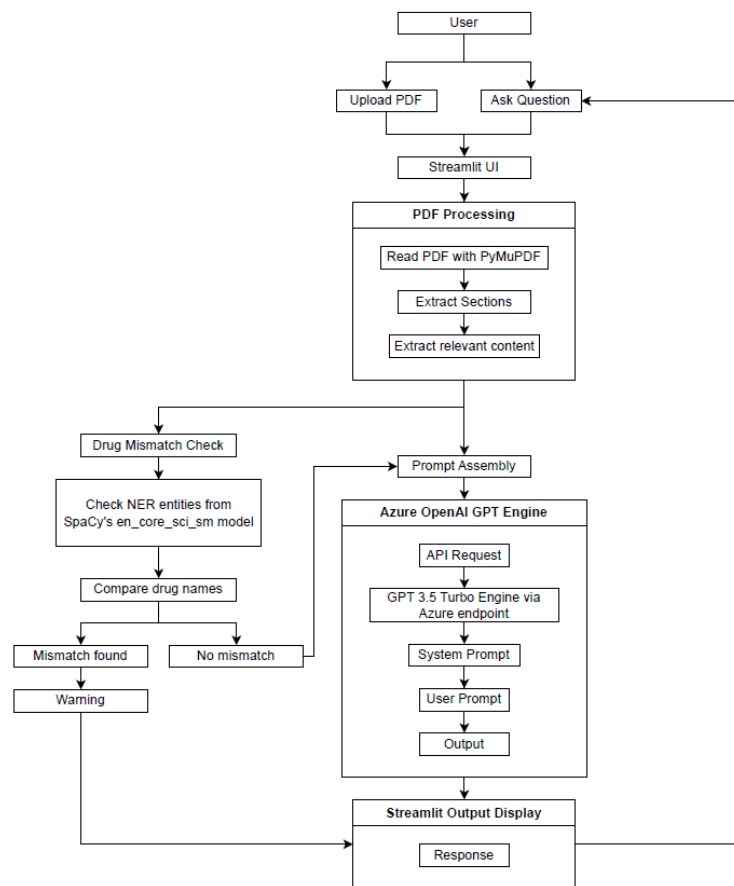 User
Upload PDF
Ask Question
Streamlit UI
PDF Processing
Read PDF with PyMuPDF
Extract Sections
Extract relevant content
Drug Mismatch Check
Prompt Assembly
Check NER entities from
SpaCy's en_core_sci_sm model
Compare drug names
Mismatch found
No mismatch
Warning
Azure OpenAI GPT Engine
API Request
GPT 3.5 Turbo Engine via
Azure endpoint
System Prompt
User Prompt
Output
Streamlit Output Display
Response